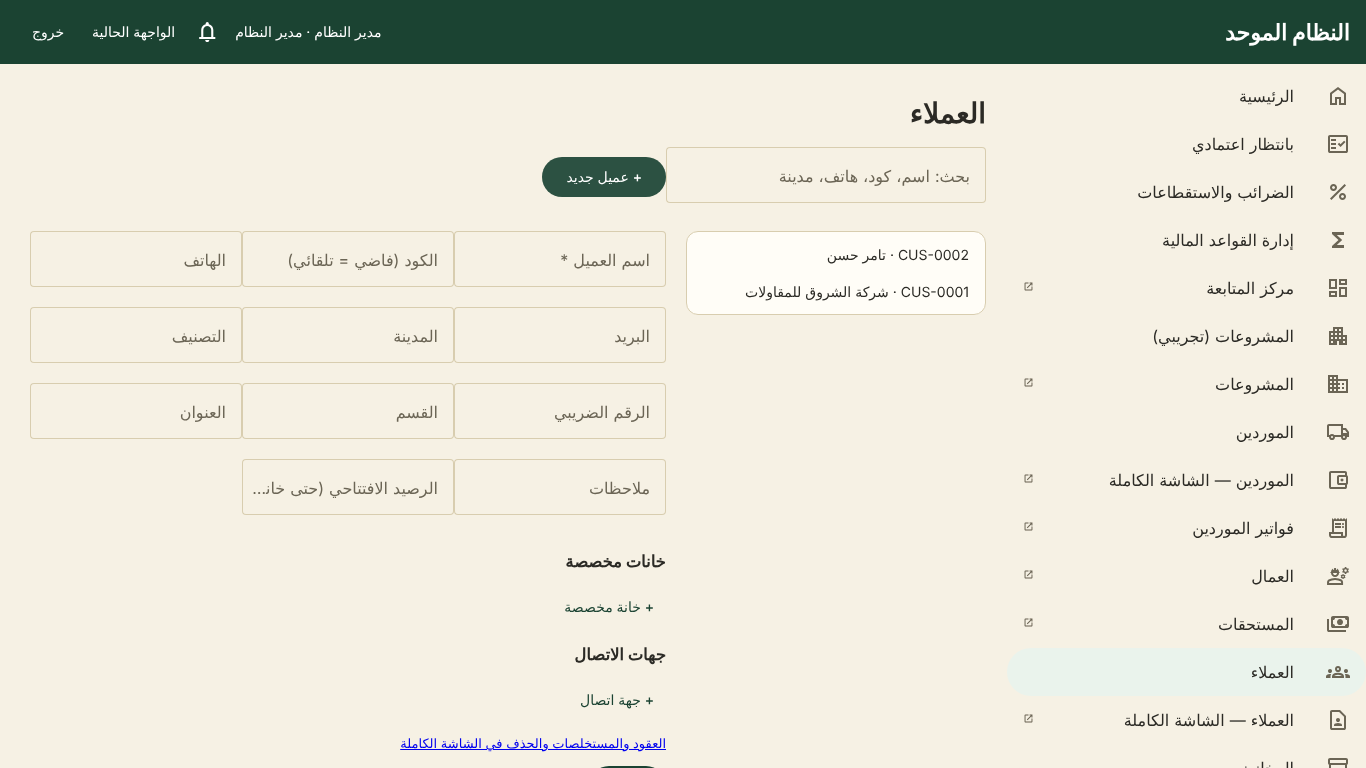 النظام الموحد
مدير النظام · مدير النظام
الواجهة الحالية
خروج
الرئيسية
بانتظار اعتمادي
الضرائب والاستقطاعات
إدارة القواعد المالية
مركز المتابعة
المشروعات (تجريبي)
المشروعات
الموردين
الموردين — الشاشة الكاملة
فواتير الموردين
العمال
المستحقات
العملاء
العملاء — الشاشة الكاملة
العملاء
بحث: اسم، كود، هاتف، مدينة
+ عميل جديد
CUS-0002 · تامر حسن
CUS-0001 · شركة الشروق للمقاولات
اسم العميل *
الكود (فاضي = تلقائي)
الهاتف
البريد
المدينة
التصنيف
الرقم الضريبي
القسم
العنوان
ملاحظات
الرصيد الافتتاحي (حتى خان...
خانات مخصصة
+ خانة مخصصة
جهات الاتصال
+ جهة اتصال
العقود والمستخلصات والحذف في الشاشة الكاملة